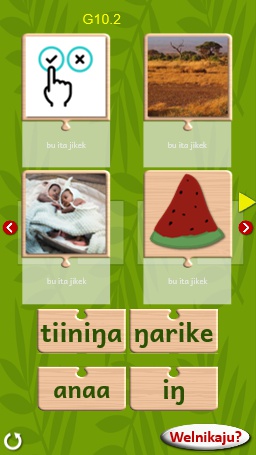 G10.2
bu ita jikek
bu ita jikek
bu ita jikek
bu ita jikek
tiiniŋa
ŋarike
anaa
iŋ
Welnikaju?